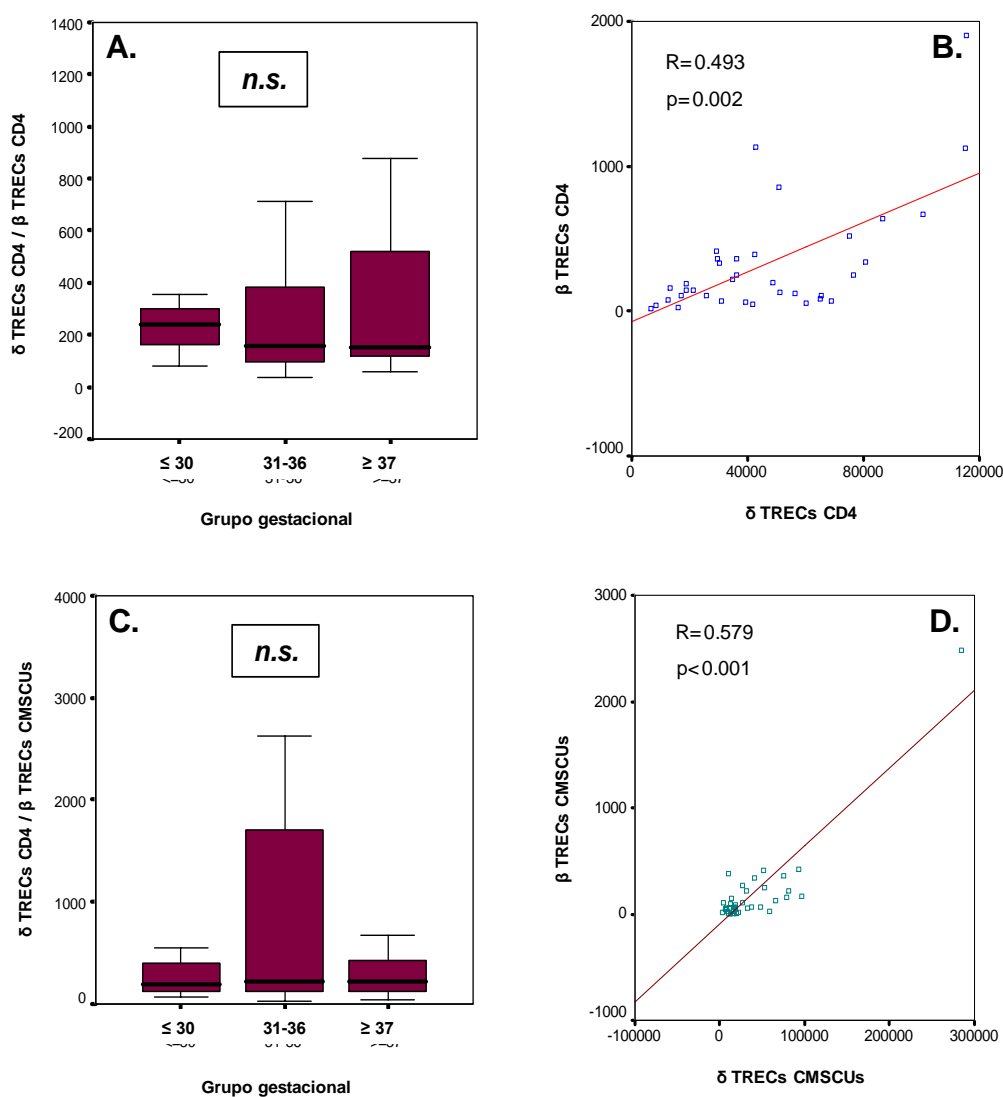 A.
n.s.
1400
1200
1000
800
600
400
200
0
-200
δ TRECs CD4 / β TRECs CD4
≤ 30
31-36
≥ 37
Grupo gestacional
B.
R=0.493
p=0.002
2000
1000
0
-1000
β TRECs CD4
0
40000
80000
120000
δ TRECs CD4
C.
n.s.
4000
3000
2000
1000
0
δ TRECs CD4 / β TRECs CMSCUs
≤ 30
31-36
≥ 37
Grupo gestacional
D.
R=0.579
p<0.001
3000
2000
1000
0
-1000
β TRECs CMSCUs
-100000
0
100000
200000
300000
δ TRECs CMSCUs